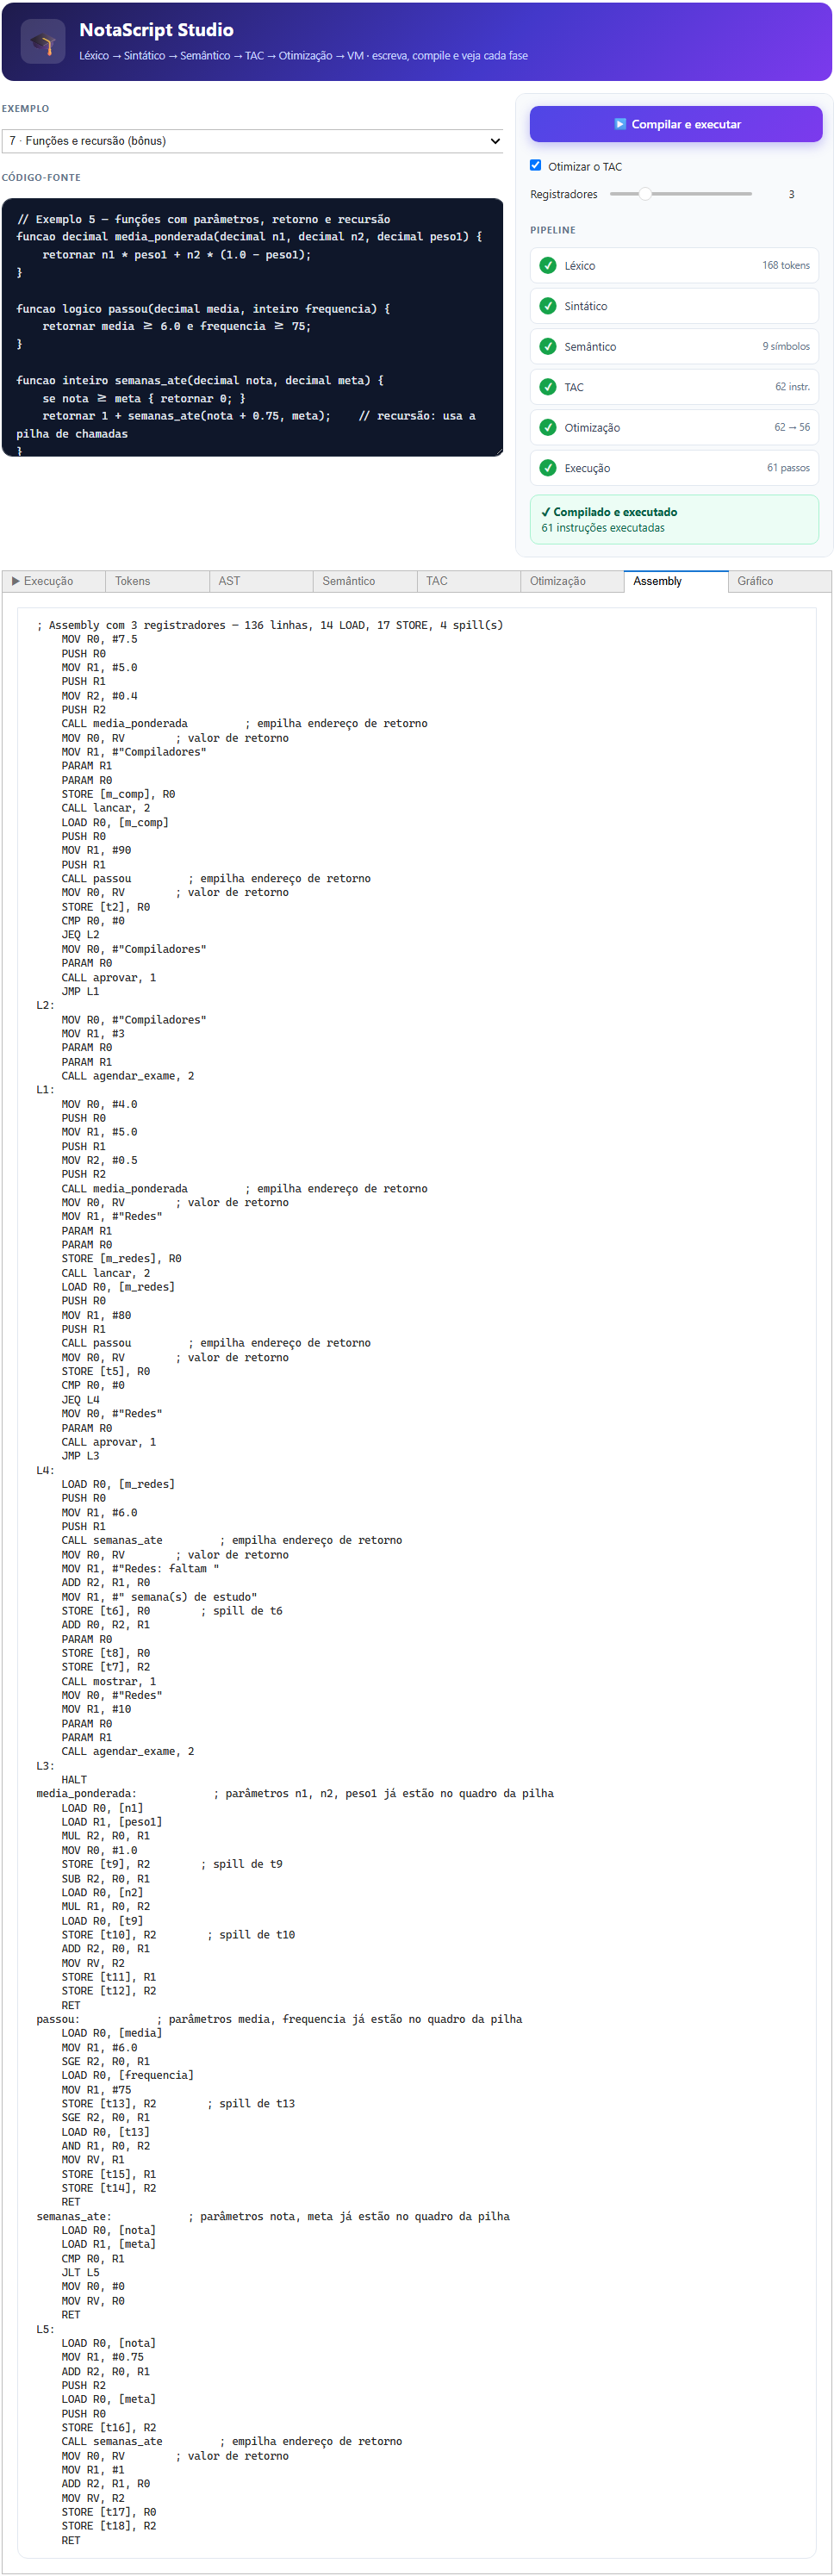 NotaScript Studio
Léxico → Sintático → Semântico → TAC → Otimização → VM · escreva, compile e veja cada fase
EXEMPLO
7 · Funções e recursão (bônus)
CÓDIGO-FONTE
// Exemplo 5 — funções com parâmetros, retorno e recursão
funcao decimal media_ponderada(decimal n1, decimal n2, decimal peso1) {
    retornar n1 * peso1 + n2 * (1.0 - peso1);
}

funcao logico passou(decimal media, inteiro frequencia) {
    retornar media ≥ 6.0 e frequencia ≥ 75;
}

funcao inteiro semanas_ate(decimal nota, decimal meta) {
    se nota ≥ meta { retornar 0; }
    retornar 1 + semanas_ate(nota + 0.75, meta);    // recursão: usa a
pilha de chamadas
}
Compilar e executar
Otimizar o TAC
Registradores 3
PIPELINE
Léxico 168 tokens
Sintático
Semântico 9 símbolos
TAC 62 instr.
Otimização 62 → 56
Execução 61 passos
✓ Compilado e executado
61 instruções executadas
▶ Execução
Tokens
AST
Semântico
TAC
Otimização
Assembly
Gráfico
; Assembly com 3 registradores — 136 linhas, 14 LOAD, 17 STORE, 4 spill(s)
    MOV R0, #7.5
    PUSH R0
    MOV R1, #5.0
    PUSH R1
    MOV R2, #0.4
    PUSH R2
    CALL media_ponderada         ; empilha endereço de retorno
    MOV R0, RV        ; valor de retorno
    MOV R1, #"Compiladores"
    PARAM R1
    PARAM R0
    STORE [m_comp], R0
    CALL lancar, 2
    LOAD R0, [m_comp]
    PUSH R0
    MOV R1, #90
    PUSH R1
    CALL passou         ; empilha endereço de retorno
    MOV R0, RV        ; valor de retorno
    STORE [t2], R0
    CMP R0, #0
    JEQ L2
    MOV R0, #"Compiladores"
    PARAM R0
    CALL aprovar, 1
    JMP L1
L2:
    MOV R0, #"Compiladores"
    MOV R1, #3
    PARAM R0
    PARAM R1
    CALL agendar_exame, 2
L1:
    MOV R0, #4.0
    PUSH R0
    MOV R1, #5.0
    PUSH R1
    MOV R2, #0.5
    PUSH R2
    CALL media_ponderada         ; empilha endereço de retorno
    MOV R0, RV        ; valor de retorno
    MOV R1, #"Redes"
    PARAM R1
    PARAM R0
    STORE [m_redes], R0
    CALL lancar, 2
    LOAD R0, [m_redes]
    PUSH R0
    MOV R1, #80
    PUSH R1
    CALL passou         ; empilha endereço de retorno
    MOV R0, RV        ; valor de retorno
    STORE [t5], R0
    CMP R0, #0
    JEQ L4
    MOV R0, #"Redes"
    PARAM R0
    CALL aprovar, 1
    JMP L3
L4:
    LOAD R0, [m_redes]
    PUSH R0
    MOV R1, #6.0
    PUSH R1
    CALL semanas_ate         ; empilha endereço de retorno
    MOV R0, RV        ; valor de retorno
    MOV R1, #"Redes: faltam "
    ADD R2, R1, R0
    MOV R1, #" semana(s) de estudo"
    STORE [t6], R0        ; spill de t6
    ADD R0, R2, R1
    PARAM R0
    STORE [t8], R0
    STORE [t7], R2
    CALL mostrar, 1
    MOV R0, #"Redes"
    MOV R1, #10
    PARAM R0
    PARAM R1
    CALL agendar_exame, 2
L3:
    HALT
media_ponderada:            ; parâmetros n1, n2, peso1 já estão no quadro da pilha
    LOAD R0, [n1]
    LOAD R1, [peso1]
    MUL R2, R0, R1
    MOV R0, #1.0
    STORE [t9], R2        ; spill de t9
    SUB R2, R0, R1
    LOAD R0, [n2]
    MUL R1, R0, R2
    LOAD R0, [t9]
    STORE [t10], R2        ; spill de t10
    ADD R2, R0, R1
    MOV RV, R2
    STORE [t11], R1
    STORE [t12], R2
    RET
passou:            ; parâmetros media, frequencia já estão no quadro da pilha
    LOAD R0, [media]
    MOV R1, #6.0
    SGE R2, R0, R1
    LOAD R0, [frequencia]
    MOV R1, #75
    STORE [t13], R2        ; spill de t13
    SGE R2, R0, R1
    LOAD R0, [t13]
    AND R1, R0, R2
    MOV RV, R1
    STORE [t15], R1
    STORE [t14], R2
    RET
semanas_ate:            ; parâmetros nota, meta já estão no quadro da pilha
    LOAD R0, [nota]
    LOAD R1, [meta]
    CMP R0, R1
    JLT L5
    MOV R0, #0
    MOV RV, R0
    RET
L5:
    LOAD R0, [nota]
    MOV R1, #0.75
    ADD R2, R0, R1
    PUSH R2
    LOAD R0, [meta]
    PUSH R0
    STORE [t16], R2
    CALL semanas_ate         ; empilha endereço de retorno
    MOV R0, RV        ; valor de retorno
    MOV R1, #1
    ADD R2, R1, R0
    MOV RV, R2
    STORE [t17], R0
    STORE [t18], R2
    RET